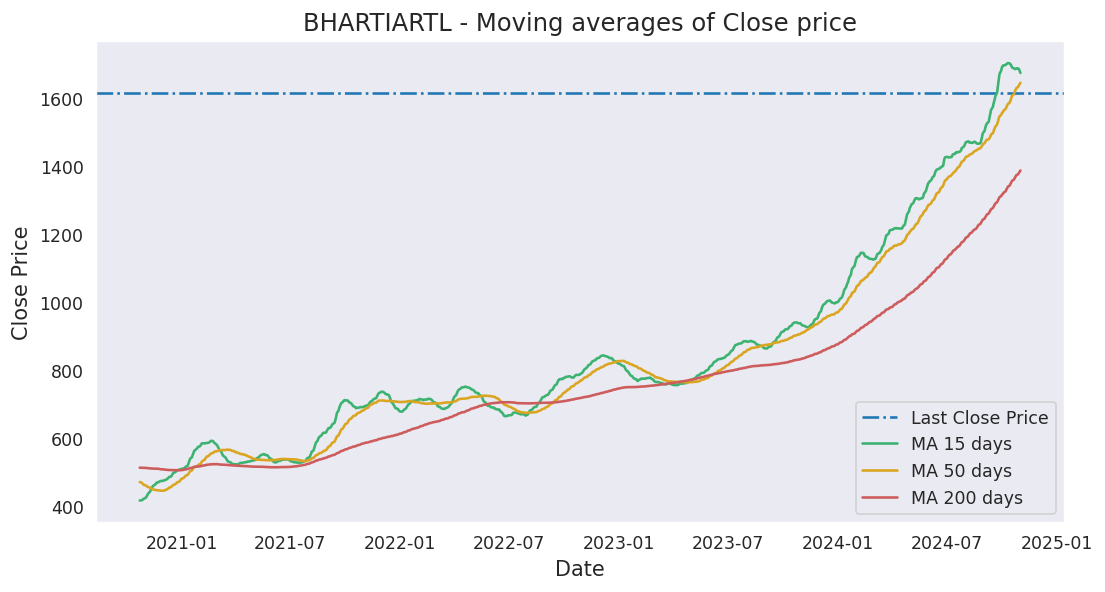 BHARTIARTL - Moving averages of Close price
Close Price
1600
1400
1200
1000
800
600
400
2021-01
2021-07
2022-01
2022-07
2023-01
2023-07
2024-01
2024-07
2025-01
Date
Last Close Price
MA 15 days
MA 50 days
MA 200 days